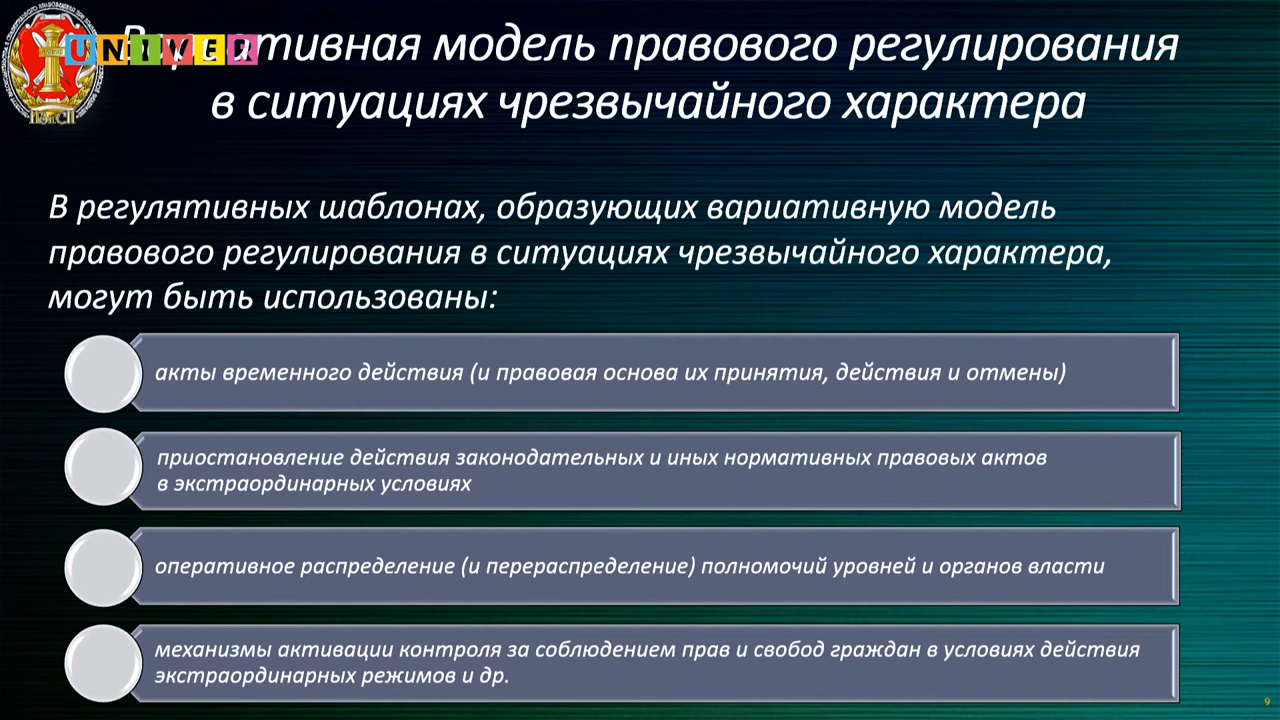 UNIVER
Вариативная модель правового регулирования
в ситуациях чрезвычайного характера
В регулятивных шаблонах, образующих вариативную модель
правового регулирования в ситуациях чрезвычайного характера,
могут быть использованы:
акты временного действия (и правовая основа их принятия, действия и отмены)
приостановление действия законодательных и иных нормативных правовых актов
в экстраординарных условиях
оперативное распределение (и перераспределение) полномочий уровней и органов власти
механизмы активации контроля за соблюдением прав и свобод граждан в условиях действия
экстраординарных режимов и др.
9